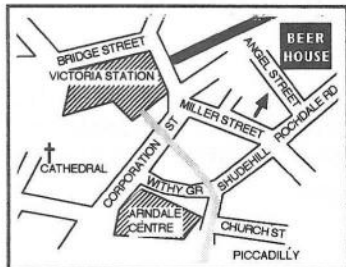 BEER
HOUSE
BRIDGE STREET
VICTORIA STATION
ANGEL STREET
MILLER STREET
ROCHDALE RD
CORPORATION ST
SHUDEHILL
CATHEDRAL
WITHY GR
ARNDALE
CENTRE
CHURCH ST
PICCADILLY